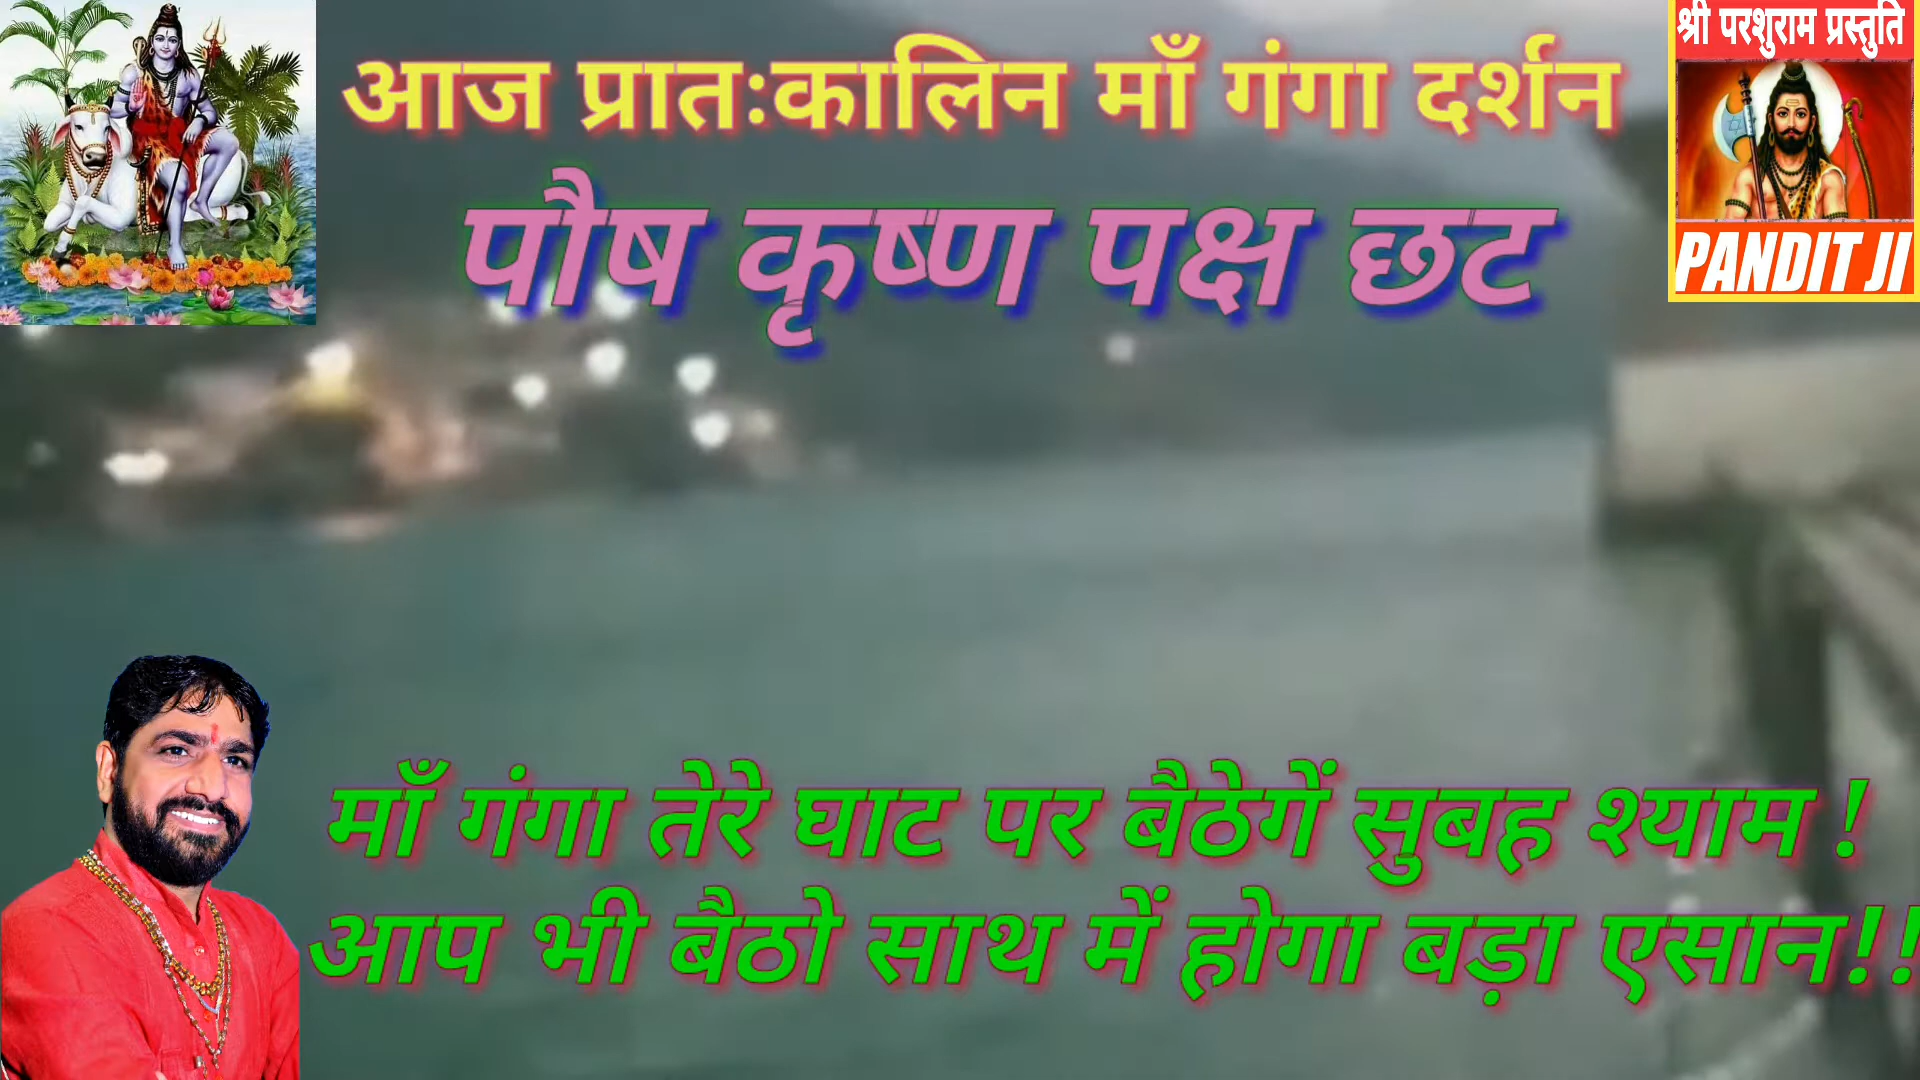 श्री परशुराम प्रस्तुति
आज प्रातःकालिन माँ गंगा दर्शन
पौष कृष्ण पक्ष छट
PANDIT JI
माँ गंगा तेरे घाट पर बैठेगें सुबह श्याम !
आप भी बैठो साथ में होगा बड़ा एसान!!